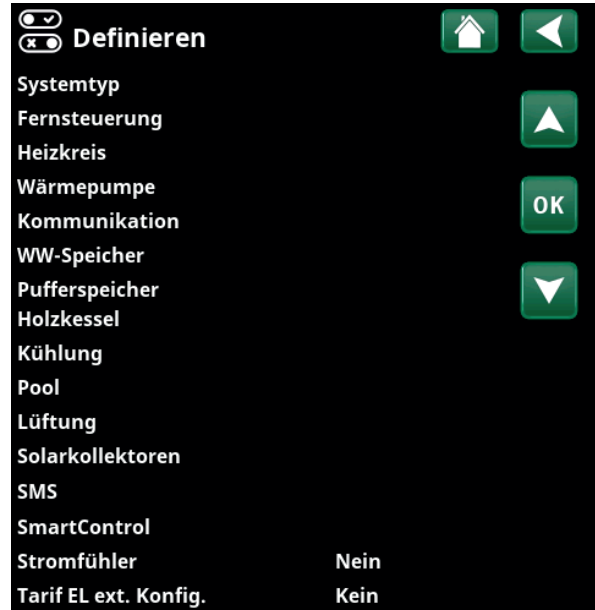 Definieren
Systemtyp
Fernsteuerung
Heizkreis
Wärmepumpe
OK
Kommunikation
WW-Speicher
Pufferspeicher
Holzkessel
Kühlung
Pool
Lüftung
Solarkollektoren
SMS
SmartControl
Stromfühler Nein
Tarif EL ext. Konfig. Kein